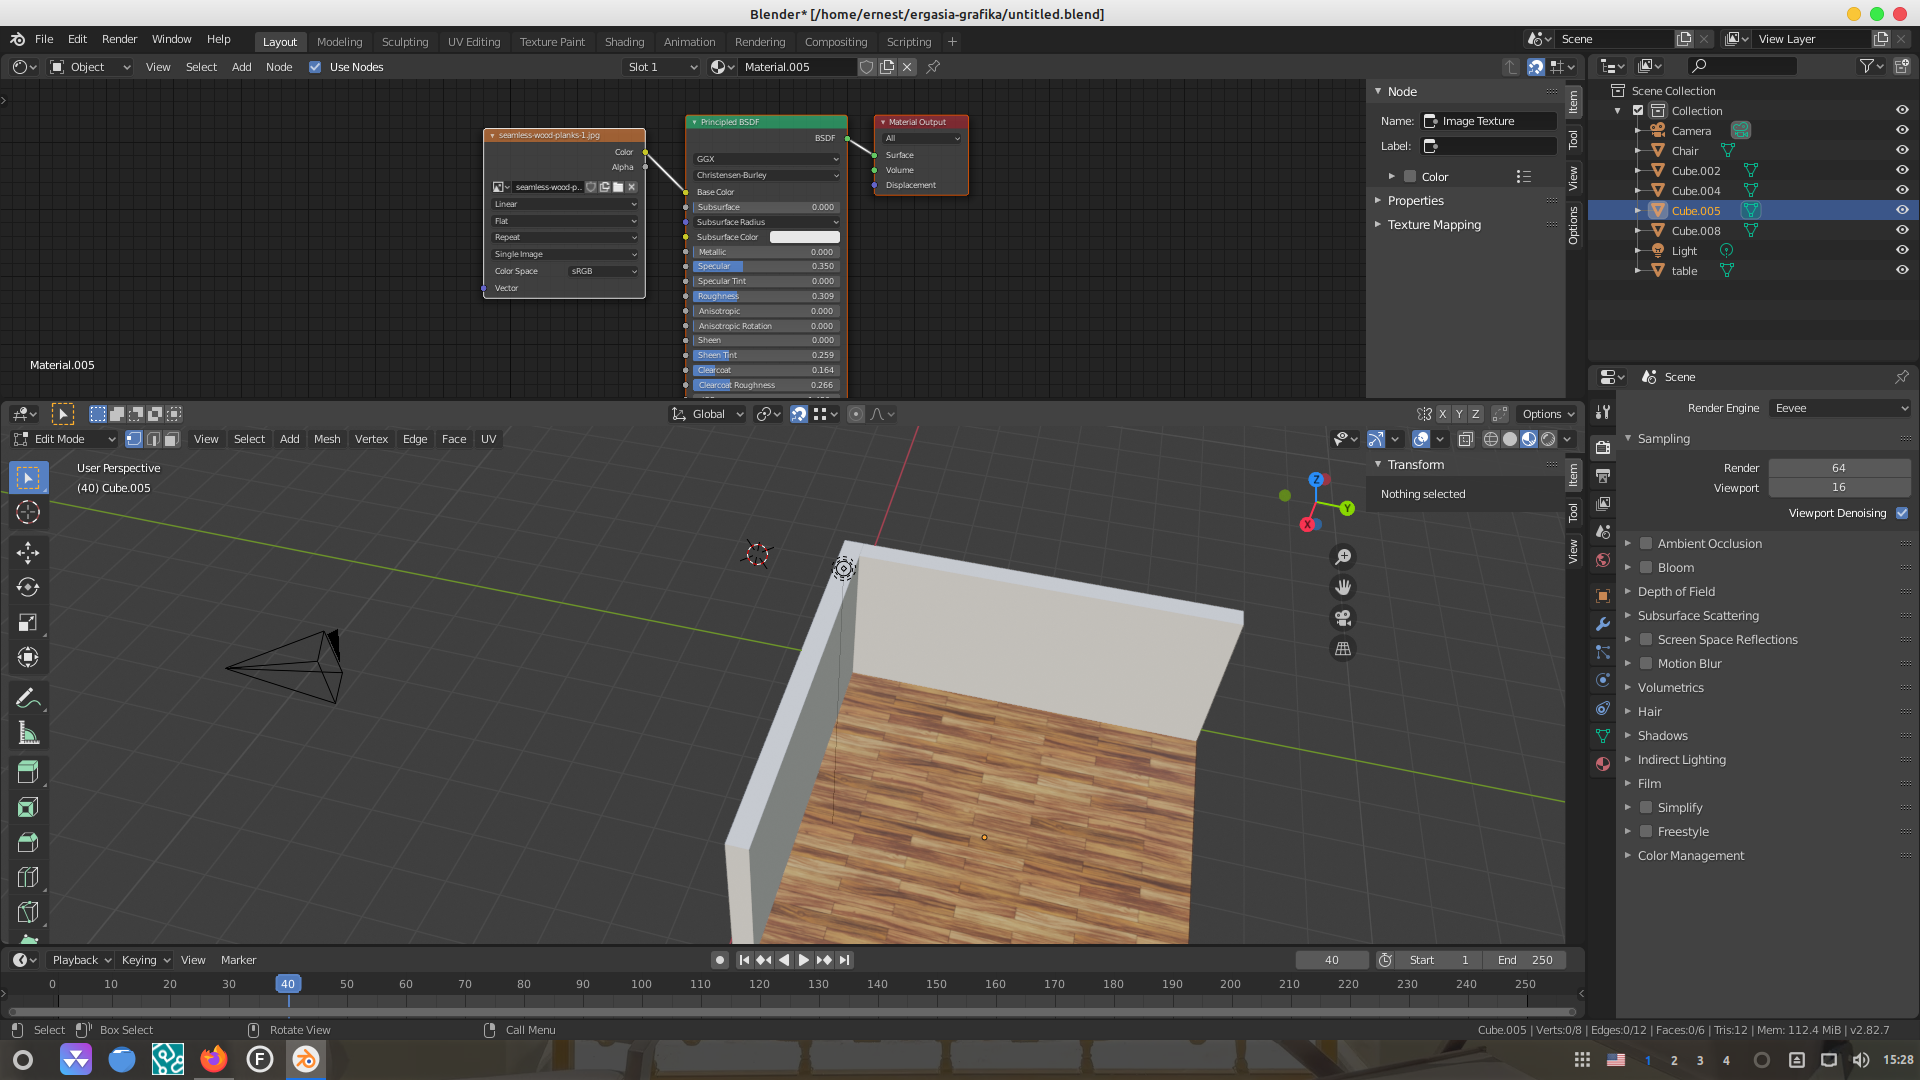 Blender* [/home/ernest/ergasia-grafika/untitled.blend]
File Edit Render Window Help Layout Modeling Sculpting UV Editing Texture Paint Shading Animation Rendering Compositing Scripting + Scene View Layer
Object View Select Add Node Use Nodes Slot 1 Material.005
Node
Name: Image Texture
Label:
Color
Properties
Texture Mapping
Item
Tool
View
Options
seamless-wood-planks-1.jpg
Color
Alpha
seamless-wood-p...
Linear
Flat
Repeat
Single Image
Color Space sRGB
Vector
Principled BSDF
BSDF
GGX
Christensen-Burley
Base Color
Subsurface 0.000
Subsurface Radius
Subsurface Color
Metallic 0.000
Specular 0.350
Specular Tint 0.000
Roughness 0.309
Anisotropic 0.000
Anisotropic Rotation 0.000
Sheen 0.000
Sheen Tint 0.259
Clearcoat 0.164
Clearcoat Roughness 0.266
Material Output
All
Surface
Volume
Displacement
Material.005
Scene Collection
Collection
Camera
Chair
Cube.002
Cube.004
Cube.005
Cube.008
Light
table
Global X Y Z Options
Edit Mode View Select Add Mesh Vertex Edge Face UV
User Perspective
(40) Cube.005
Z
Y
X
Transform
Nothing selected
Item
Tool
View
Scene
Render Engine Eevee
Sampling
Render 64
Viewport 16
Viewport Denoising
Ambient Occlusion
Bloom
Depth of Field
Subsurface Scattering
Screen Space Reflections
Motion Blur
Volumetrics
Hair
Shadows
Indirect Lighting
Film
Simplify
Freestyle
Color Management
Playback Keying View Marker 40 Start 1 End 250
0 10 20 30 40 50 60 70 80 90 100 110 120 130 140 150 160 170 180 190 200 210 220 230 240 250
Select Box Select Rotate View Call Menu Cube.005 | Verts:0/8 | Edges:0/12 | Faces:0/6 | Tris:12 | Mem: 112.4 MiB | v2.82.7
F 1 2 3 4 15:28